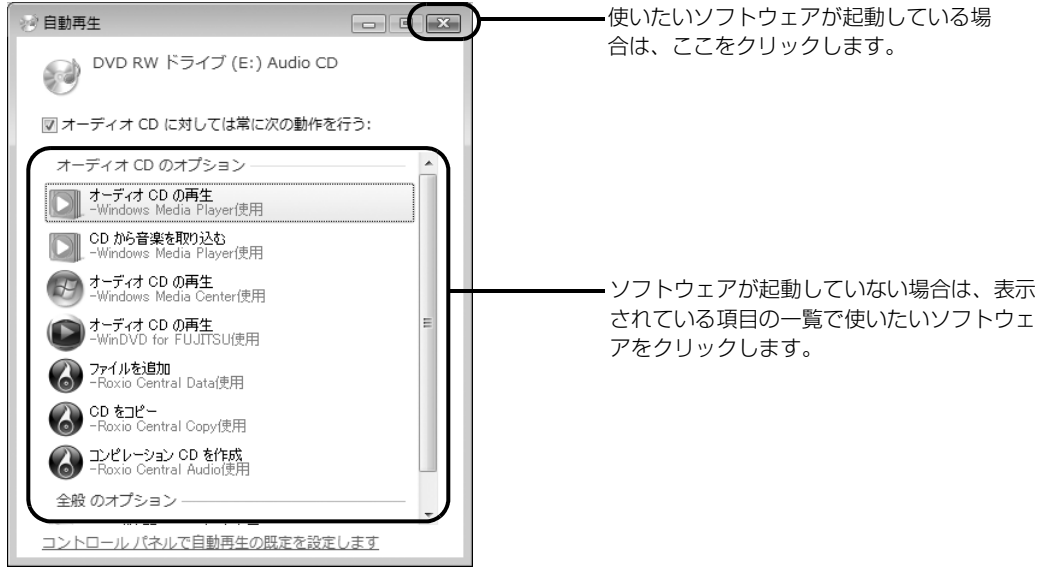 自動再生
使いたいソフトウェアが起動している場
合は、ここをクリックします。
DVD RW ドライブ (E:) Audio CD
オーディオ CD に対しては常に次の動作を行う:
オーディオ CD のオプション
オーディオ CD の再生
-Windows Media Player使用
CD から音楽を取り込む
-Windows Media Player使用
オーディオ CD の再生
-Windows Media Center使用
オーディオ CD の再生
-WinDVD for FUJITSU使用
ファイルを追加
-Roxio Central Data使用
CD をコピー
-Roxio Central Copy使用
コンピレーション CD を作成
-Roxio Central Audio使用
全般 のオプション
コントロール パネルで自動再生の既定を設定します
ソフトウェアが起動していない場合は、表示
されている項目の一覧で使いたいソフトウェ
アをクリックします。